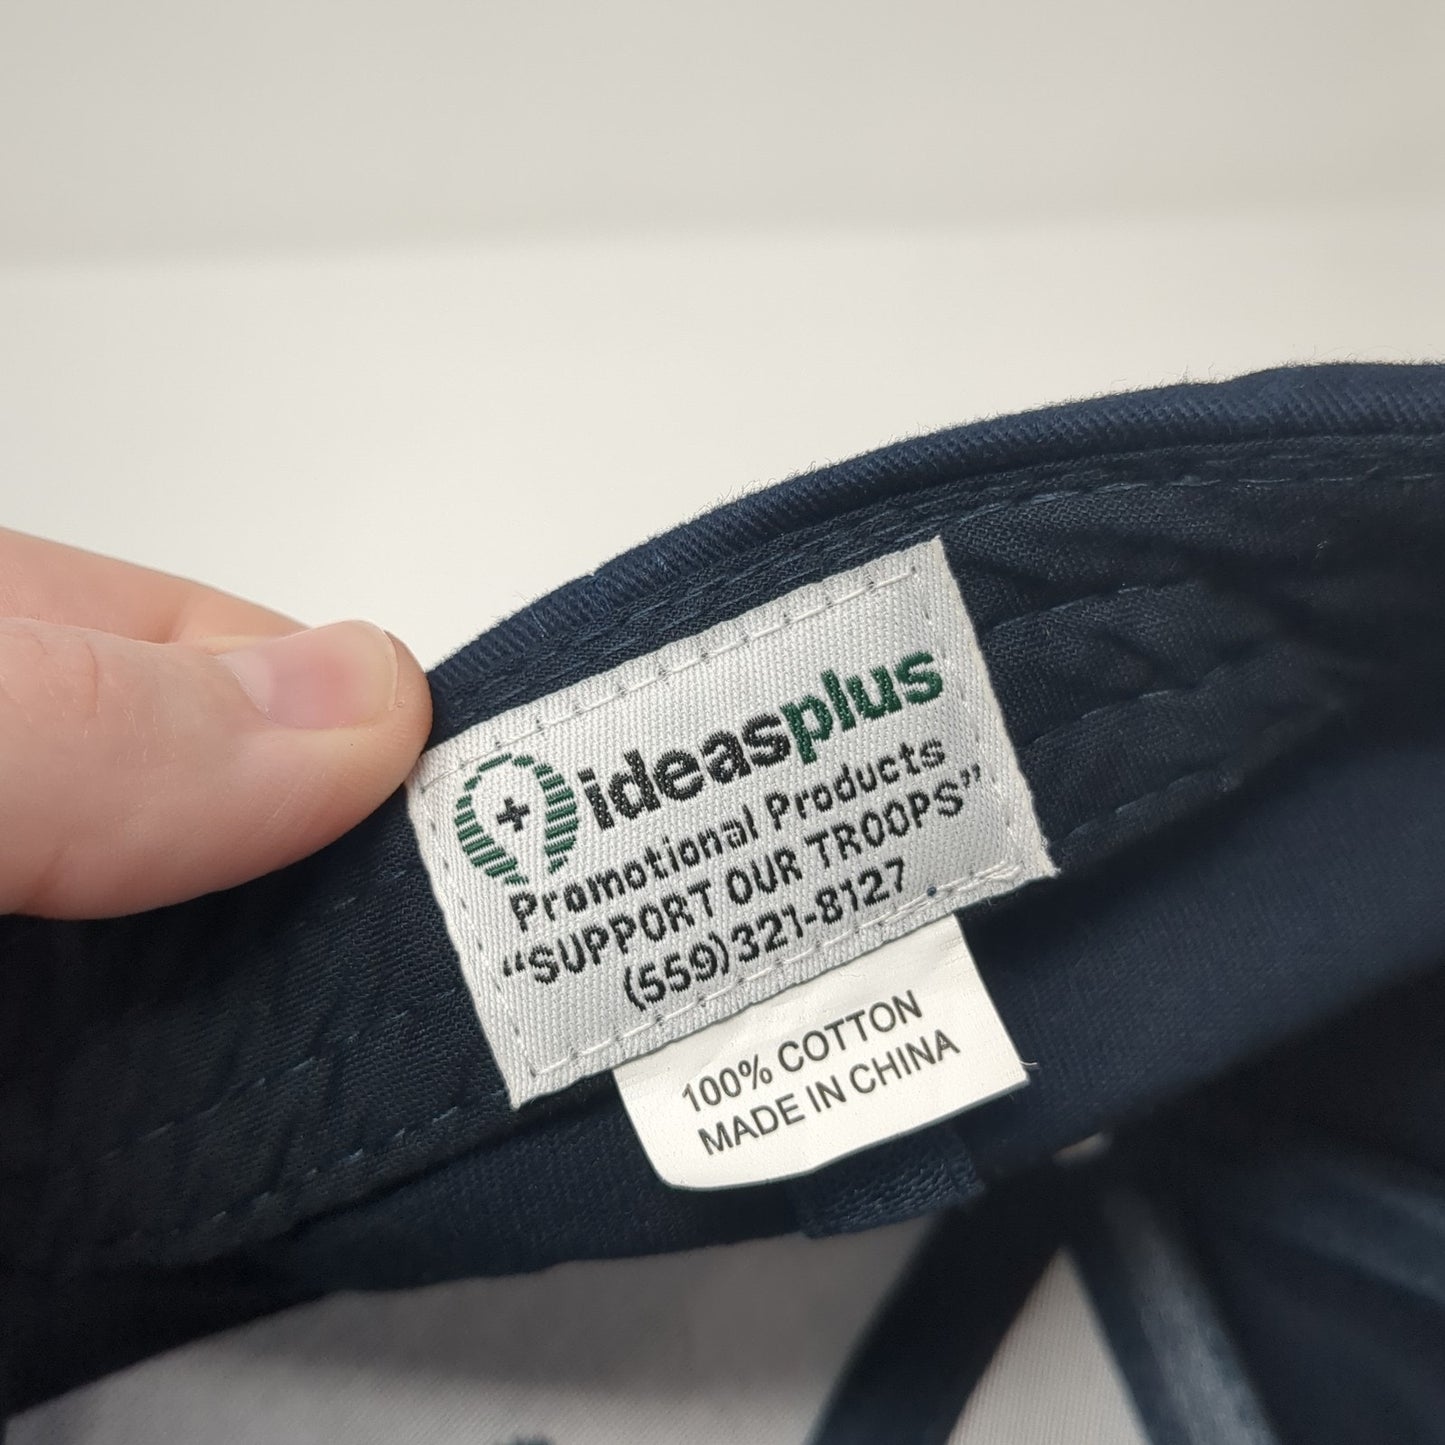 ideasplus
Promotional Products
“SUPPORT OUR TROOPS”
(559)321-8127
100% COTTON
MADE IN CHINA